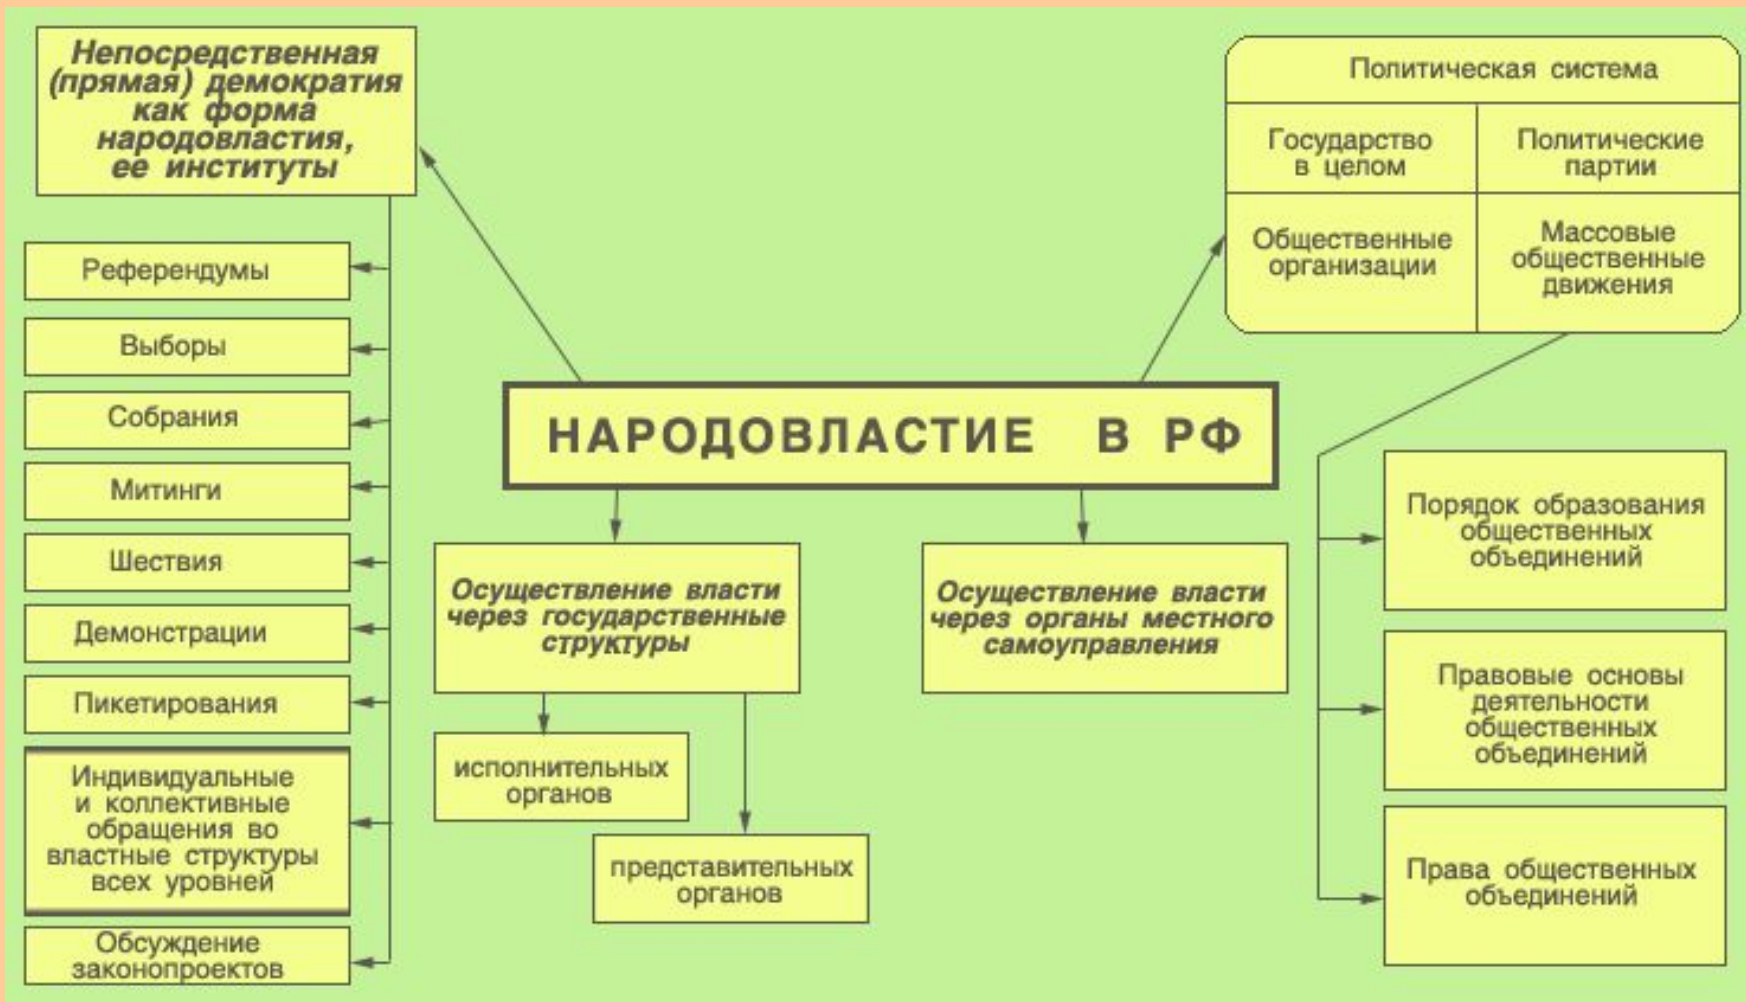 Непосредственная
(прямая) демократия
как форма
народовластия,
ее институты
Референдумы
Выборы
Собрания
Митинги
Шествия
Демонстрации
Пикетирования
Индивидуальные
и коллективные
обращения во
властные структуры
всех уровней
Обсуждение
законопроектов
НАРОДОВЛАСТИЕ В РФ
Осуществление власти
через государственные
структуры
исполнительных
органов
представительных
органов
Осуществление власти
через органы местного
самоуправления
Политическая система
Государство
в целом
Политические
партии
Общественные
организации
Массовые
общественные
движения
Порядок образования
общественных
объединений
Правовые основы
деятельности
общественных
объединений
Права общественных
объединений